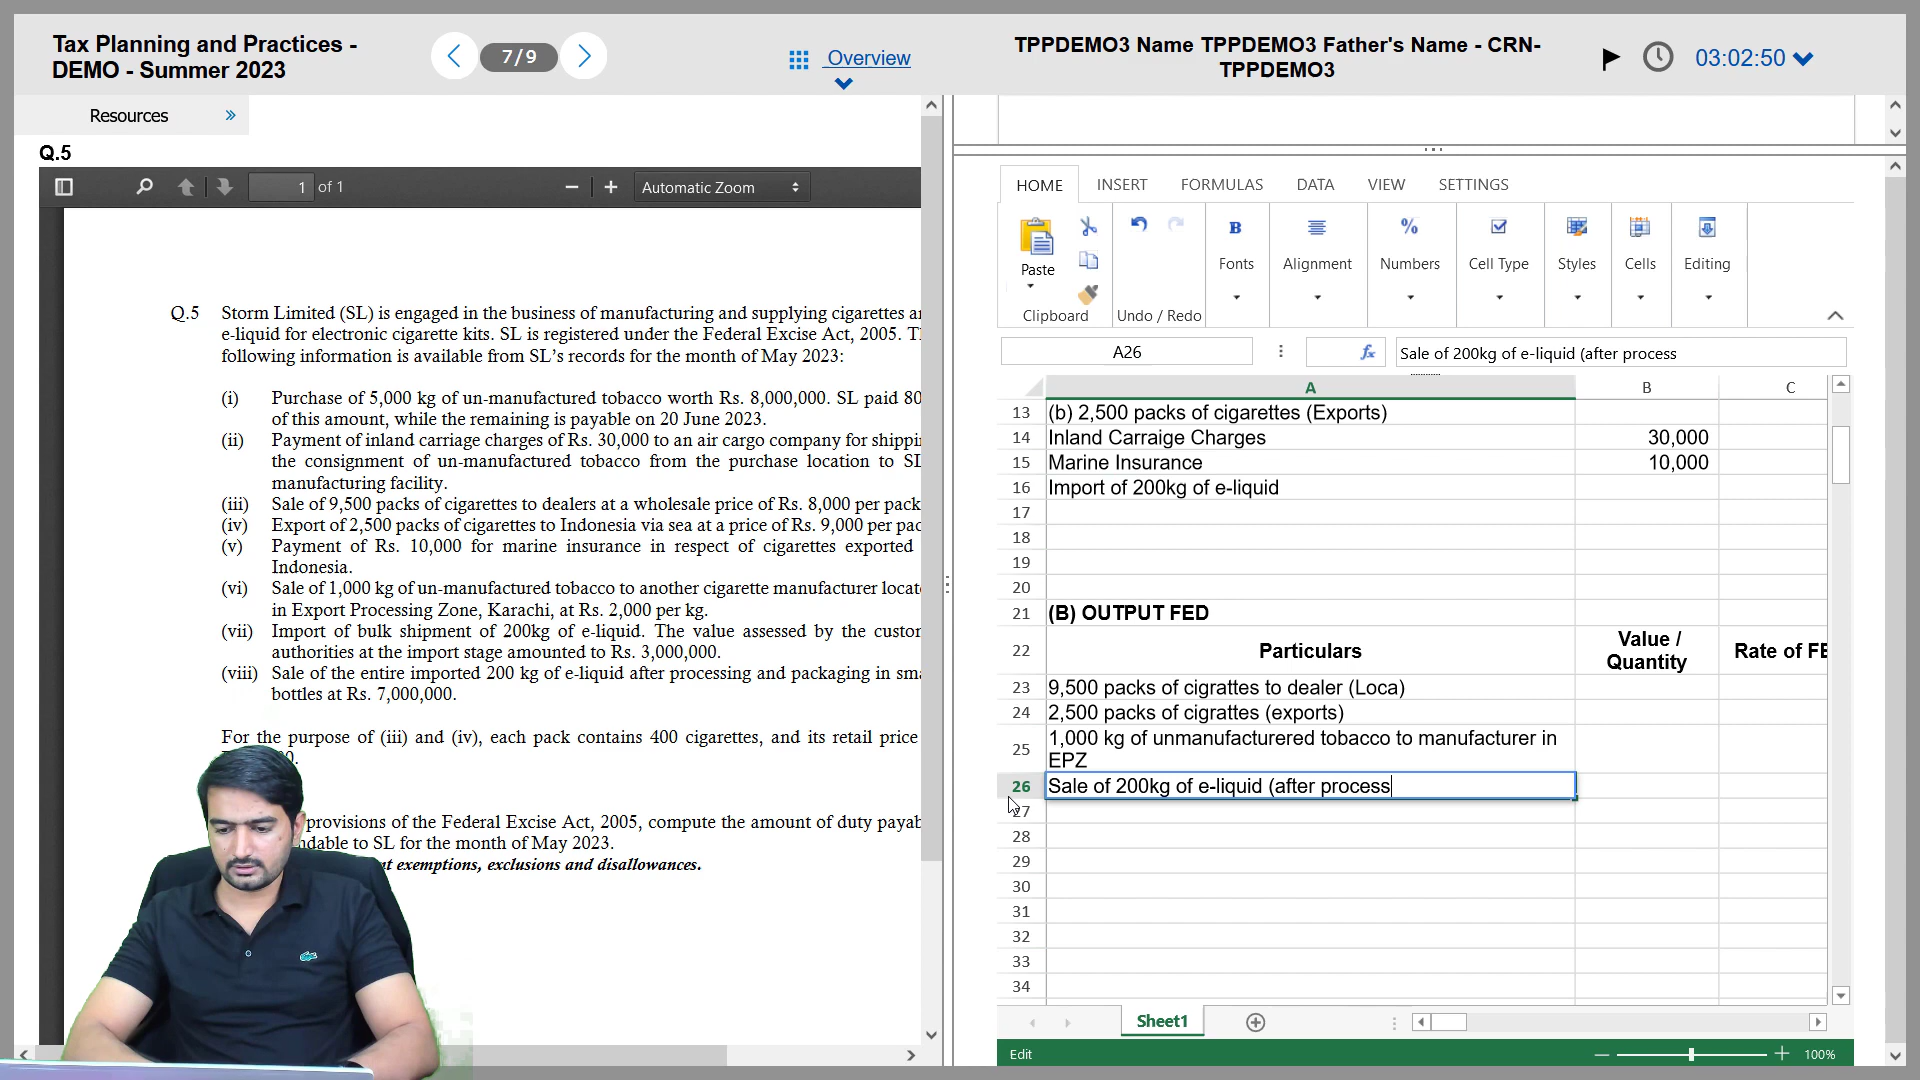 Tax Planning and Practices -
DEMO - Summer 2023
7/9
Overview
TPPDEMO3 Name TPPDEMO3 Father's Name - CRN-
TPPDEMO3
03:02:50
Resources
Q.5
1 of 1
Automatic Zoom
Q.5 Storm Limited (SL) is engaged in the business of manufacturing and supplying cigarettes
e-liquid for electronic cigarette kits. SL is registered under the Federal Excise Act, 2005.
following information is available from SL's records for the month of May 2023:
(i) Purchase of 5,000 kg of un-manufactured tobacco worth Rs. 8,000,000. SL paid 80
of this amount, while the remaining is payable on 20 June 2023.
(ii) Payment of inland carriage charges of Rs. 30,000 to an air cargo company for
the consignment of un-manufactured tobacco from the purchase location to
manufacturing facility.
(iii) Sale of 9,500 packs of cigarettes to dealers at a wholesale price of Rs. 8,000 per pack
(iv) Export of 2,500 packs of cigarettes to Indonesia via sea at a price of Rs. 9,000 per
(v) Payment of Rs. 10,000 for marine insurance in respect of cigarettes exported
Indonesia.
(vi) Sale of 1,000 kg of un-manufactured tobacco to another cigarette manufacturer
in Export Processing Zone, Karachi, at Rs. 2,000 per kg.
(vii) Import of bulk shipment of 200kg of e-liquid. The value assessed by the
authorities at the import stage amounted to Rs. 3,000,000.
(viii) Sale of the entire imported 200 kg of e-liquid after processing and packaging in
bottles at Rs. 7,000,000.
For the purpose of (iii) and (iv), each pack contains 400 cigarettes, and its retail price
provisions of the Federal Excise Act, 2005, compute the amount of duty
to SL for the month of May 2023.
exemptions, exclusions and disallowances.
HOME INSERT FORMULAS DATA VIEW SETTINGS
Paste
Fonts Alignment Numbers Cell Type Styles Cells Editing
Clipboard Undo / Redo
A26 fx Sale of 200kg of e-liquid (after process
A B C
13 (b) 2,500 packs of cigarettes (Exports)
14 Inland Carraige Charges 30,000
15 Marine Insurance 10,000
16 Import of 200kg of e-liquid
17
18
19
20
21 (B) OUTPUT FED
22 Particulars Value / Quantity Rate of FE
23 9,500 packs of cigrattes to dealer (Loca)
24 2,500 packs of cigrattes (exports)
25 1,000 kg of unmanufacturered tobacco to manufacturer in
EPZ
26 Sale of 200kg of e-liquid (after process
27
28
29
30
31
32
33
34
Sheet1
Edit
100%